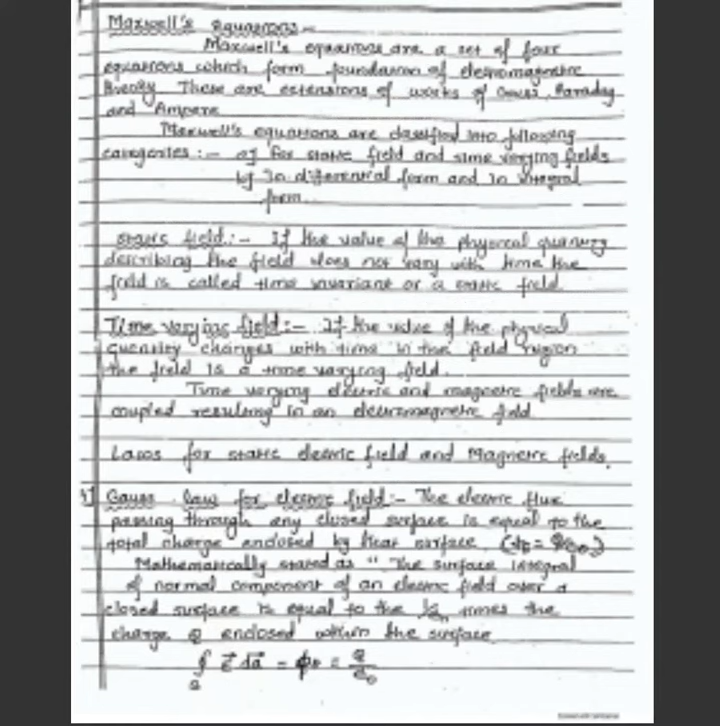 Maxwell's equations :-
Maxwell's equations are a set of four
equations which form foundation of electromagnetic
theory. These are extensions of works of Gauss, Faraday
and Ampere
Maxwell's equations are classified into following
categories :- a] for static field and time varying fields
b] In differential form and in integral
form
static field :- If the value of the physical quantity
describing the field does not vary with time the
field is called time invariant or a static field.
Time varying field :- If the value of the physical
quantity changes with time in the field region
the field is a time varying field.
Time varying electric and magnetic fields are
coupled resulting in an electromagnetic field
Laws for static electric field and Magnetic fields.
1] Gauss law for electric field :- The electric flux
passing through any closed surface is equal to the
total charge enclosed by that surface.
Mathematically stated as " The surface integral
of normal component of an electric field over a
closed surface is equal to the 1/ε₀ times the
charge Q enclosed within the surface
∮ E⃗ da⃗ = ϕ = Q/ε₀